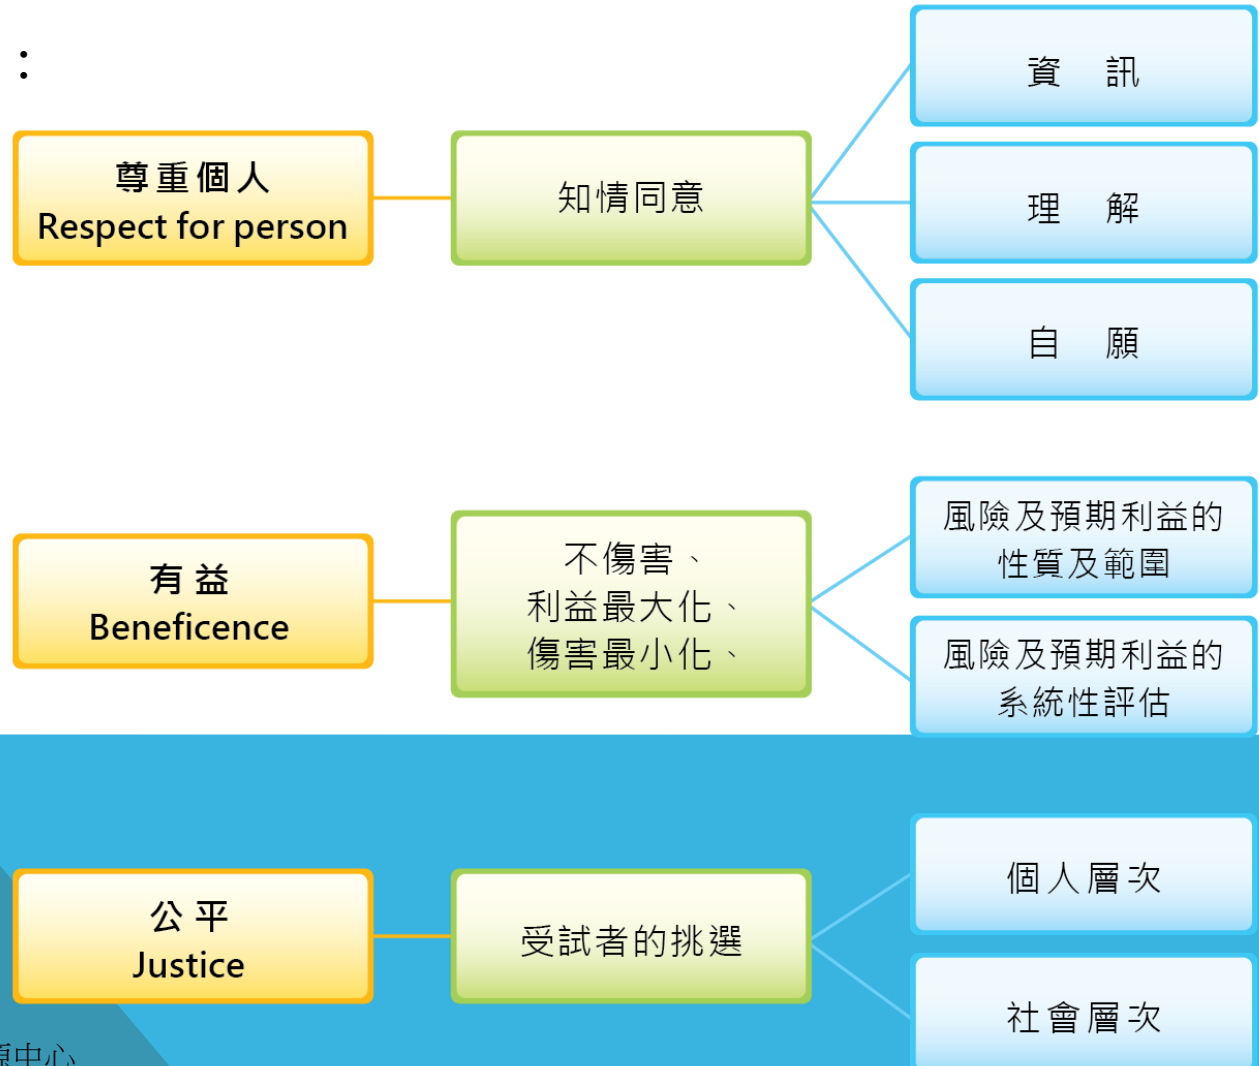 ：
尊重個人
Respect for person
知情同意
資　訊
理　解
自　願
有益
Beneficence
不傷害、
利益最大化、
傷害最小化、
風險及預期利益的
性質及範圍
風險及預期利益的
系統性評估
公平
Justice
受試者的挑選
個人層次
社會層次
源中心